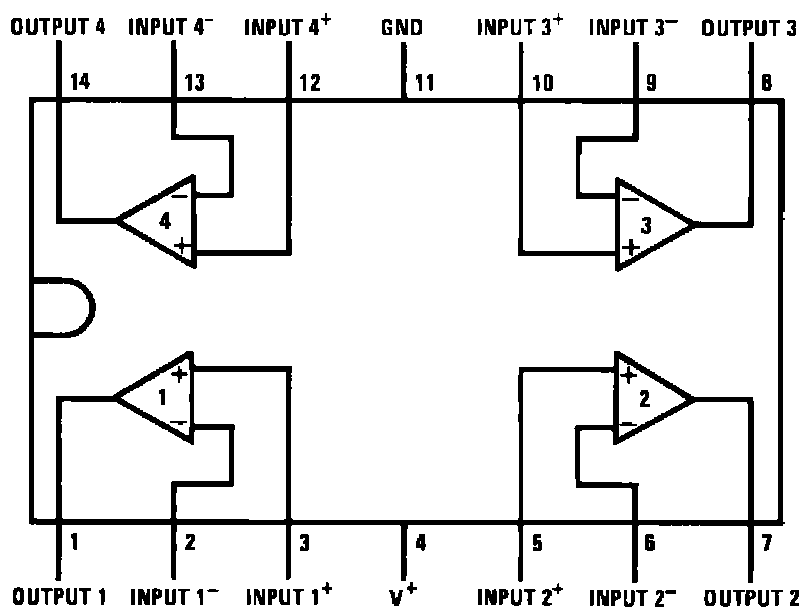 OUTPUT 4 INPUT 4⁻ INPUT 4⁺ GND INPUT 3⁺ INPUT 3⁻ OUTPUT 3
14 13 12 11 10 9 8
− −
4 3
+ +
+ +
1 2
− −
1 2 3 4 5 6 7
OUTPUT 1 INPUT 1⁻ INPUT 1⁺ V⁺ INPUT 2⁺ INPUT 2⁻ OUTPUT 2